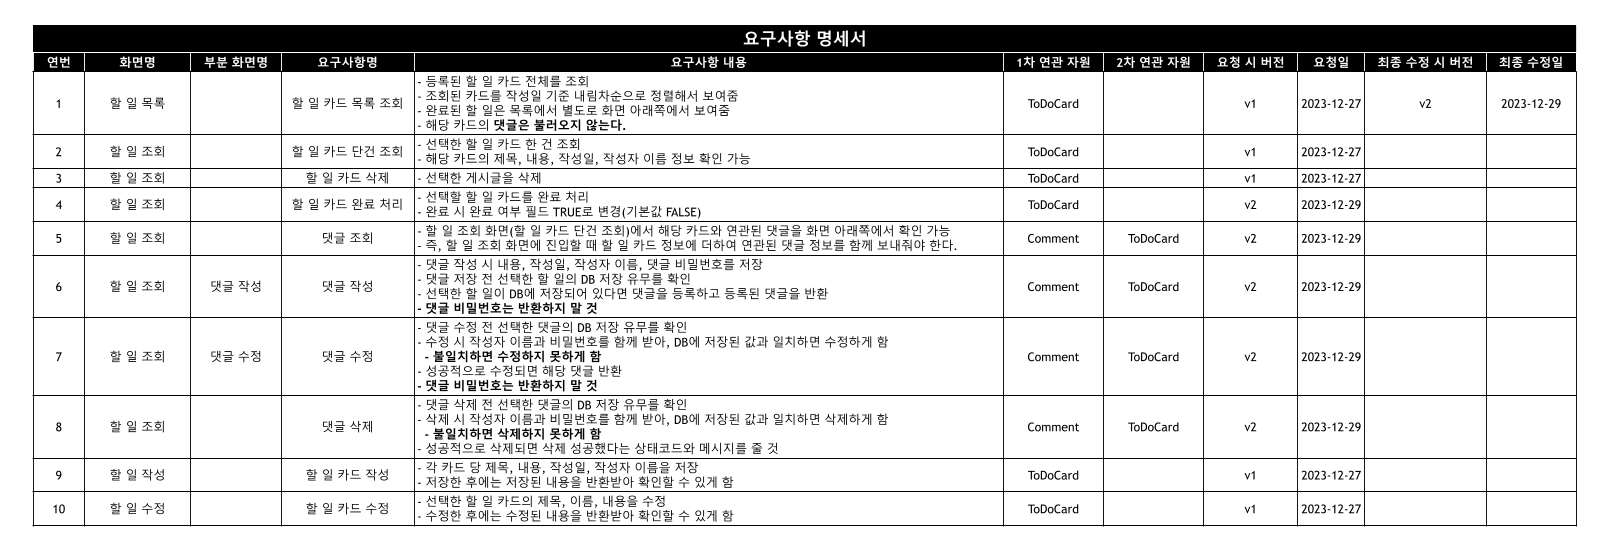 요구사항 명세서
연번 화면명 부분 화면명 요구사항명 요구사항 내용 1차 연관 자원 2차 연관 자원 요청 시 버전 요청일 최종 수정 시 버전 최종 수정일
1 할 일 목록 할 일 카드 목록 조회 - 등록된 할 일 카드 전체를 조회
- 조회된 카드를 작성일 기준 내림차순으로 정렬해서 보여줌
- 완료된 할 일은 목록에서 별도로 화면 아래쪽에서 보여줌
- 해당 카드의 댓글은 불러오지 않는다.
ToDoCard v1 2023-12-27 v2 2023-12-29
2 할 일 조회 할 일 카드 단건 조회 - 선택한 할 일 카드 한 건 조회
- 해당 카드의 제목, 내용, 작성일, 작성자 이름 정보 확인 가능
ToDoCard v1 2023-12-27
3 할 일 조회 할 일 카드 삭제 - 선택한 게시글을 삭제 ToDoCard v1 2023-12-27
4 할 일 조회 할 일 카드 완료 처리 - 선택할 할 일 카드를 완료 처리
- 완료 시 완료 여부 필드 TRUE로 변경(기본값 FALSE)
ToDoCard v2 2023-12-29
5 할 일 조회 댓글 조회 - 할 일 조회 화면(할 일 카드 단건 조회)에서 해당 카드와 연관된 댓글을 화면 아래쪽에서 확인 가능
- 즉, 할 일 조회 화면에 진입할 때 할 일 카드 정보에 더하여 연관된 댓글 정보를 함께 보내줘야 한다.
Comment ToDoCard v2 2023-12-29
6 할 일 조회 댓글 작성 댓글 작성 - 댓글 작성 시 내용, 작성일, 작성자 이름, 댓글 비밀번호를 저장
- 댓글 저장 전 선택한 할 일의 DB 저장 유무를 확인
- 선택한 할 일이 DB에 저장되어 있다면 댓글을 등록하고 등록된 댓글을 반환
- 댓글 비밀번호는 반환하지 말 것
Comment ToDoCard v2 2023-12-29
7 할 일 조회 댓글 수정 댓글 수정 - 댓글 수정 전 선택한 댓글의 DB 저장 유무를 확인
- 수정 시 작성자 이름과 비밀번호를 함께 받아, DB에 저장된 값과 일치하면 수정하게 함
- 불일치하면 수정하지 못하게 함
- 성공적으로 수정되면 해당 댓글 반환
- 댓글 비밀번호는 반환하지 말 것
Comment ToDoCard v2 2023-12-29
8 할 일 조회 댓글 삭제 - 댓글 삭제 전 선택한 댓글의 DB 저장 유무를 확인
- 삭제 시 작성자 이름과 비밀번호를 함께 받아, DB에 저장된 값과 일치하면 삭제하게 함
- 불일치하면 삭제하지 못하게 함
- 성공적으로 삭제되면 삭제 성공했다는 상태코드와 메시지를 줄 것
Comment ToDoCard v2 2023-12-29
9 할 일 작성 할 일 카드 작성 - 각 카드 당 제목, 내용, 작성일, 작성자 이름을 저장
- 저장한 후에는 저장된 내용을 반환받아 확인할 수 있게 함
ToDoCard v1 2023-12-27
10 할 일 수정 할 일 카드 수정 - 선택한 할 일 카드의 제목, 이름, 내용을 수정
- 수정한 후에는 수정된 내용을 반환받아 확인할 수 있게 함
ToDoCard v1 2023-12-27